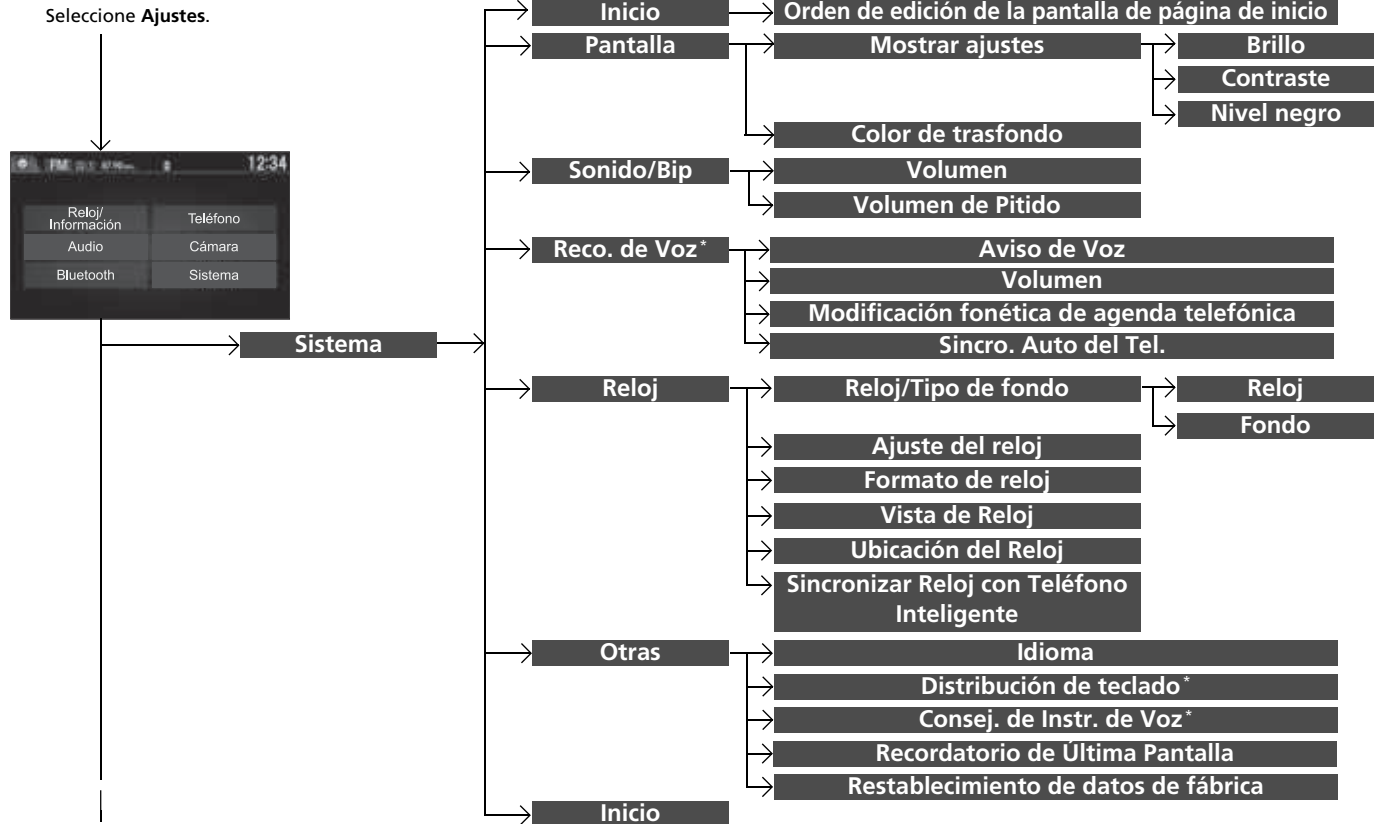 Seleccione Ajustes.
Inicio
Orden de edición de la pantalla de página de inicio
Pantalla
Mostrar ajustes
Brillo
Contraste
Nivel negro
Color de trasfondo
FM
12:34
Reloj/
Información
Teléfono
Audio
Cámara
Bluetooth
Sistema
Sonido/Bip
Volumen
Volumen de Pitido
Reco. de Voz*
Aviso de Voz
Volumen
Modificación fonética de agenda telefónica
Sincro. Auto del Tel.
Sistema
Reloj
Reloj/Tipo de fondo
Reloj
Fondo
Ajuste del reloj
Formato de reloj
Vista de Reloj
Ubicación del Reloj
Sincronizar Reloj con Teléfono
Inteligente
Otras
Idioma
Distribución de teclado*
Consej. de Instr. de Voz*
Recordatorio de Última Pantalla
Restablecimiento de datos de fábrica
Inicio